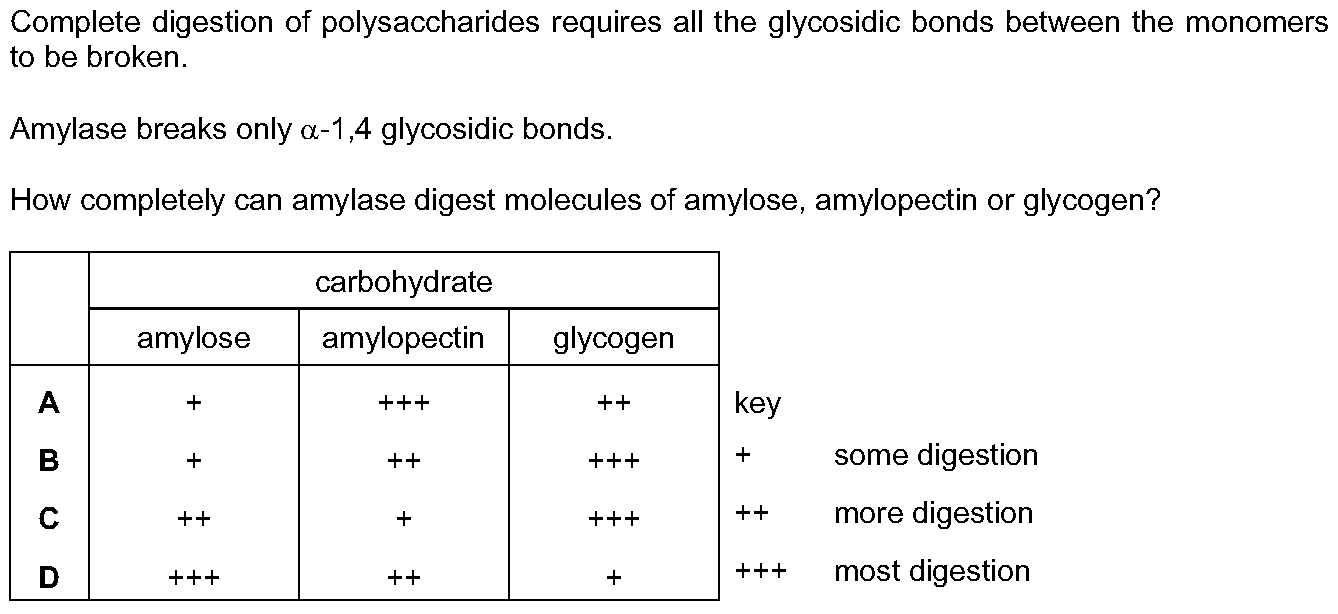 Complete digestion of polysaccharides requires all the glycosidic bonds between the monomers
to be broken.
Amylase breaks only α-1,4 glycosidic bonds.
How completely can amylase digest molecules of amylose, amylopectin or glycogen?
carbohydrate
amylose amylopectin glycogen
A + +++ ++ key
B + ++ +++ + some digestion
C ++ + +++ ++ more digestion
D +++ ++ + +++ most digestion